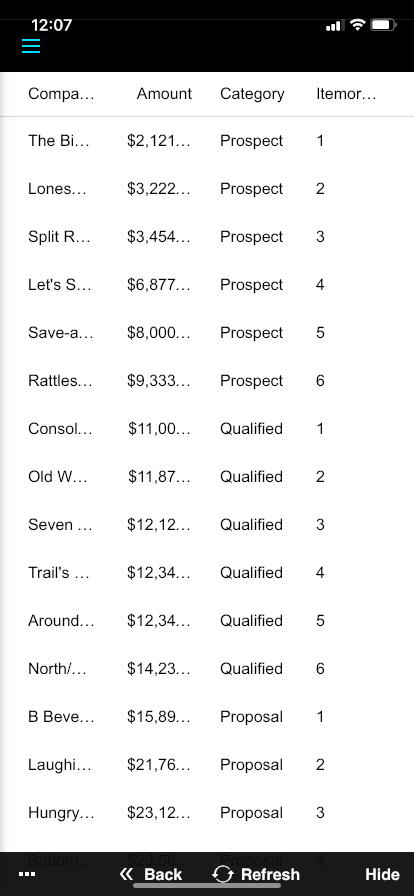 12:07
Compa... Amount Category Itemor...
The Bi... $2,121... Prospect 1
Lones... $3,222... Prospect 2
Split R... $3,454... Prospect 3
Let's S... $6,877... Prospect 4
Save-a... $8,000... Prospect 5
Rattles... $9,333... Prospect 6
Consol... $11,00... Qualified 1
Old W... $11,87... Qualified 2
Seven ... $12,12... Qualified 3
Trail's ... $12,34... Qualified 4
Around... $12,34... Qualified 5
North/... $14,23... Qualified 6
B Beve... $15,89... Proposal 1
Laughi... $21,76... Proposal 2
Hungry... $23,12... Proposal 3
Bottom... $23,56... Proposal 4
... Back Refresh Hide